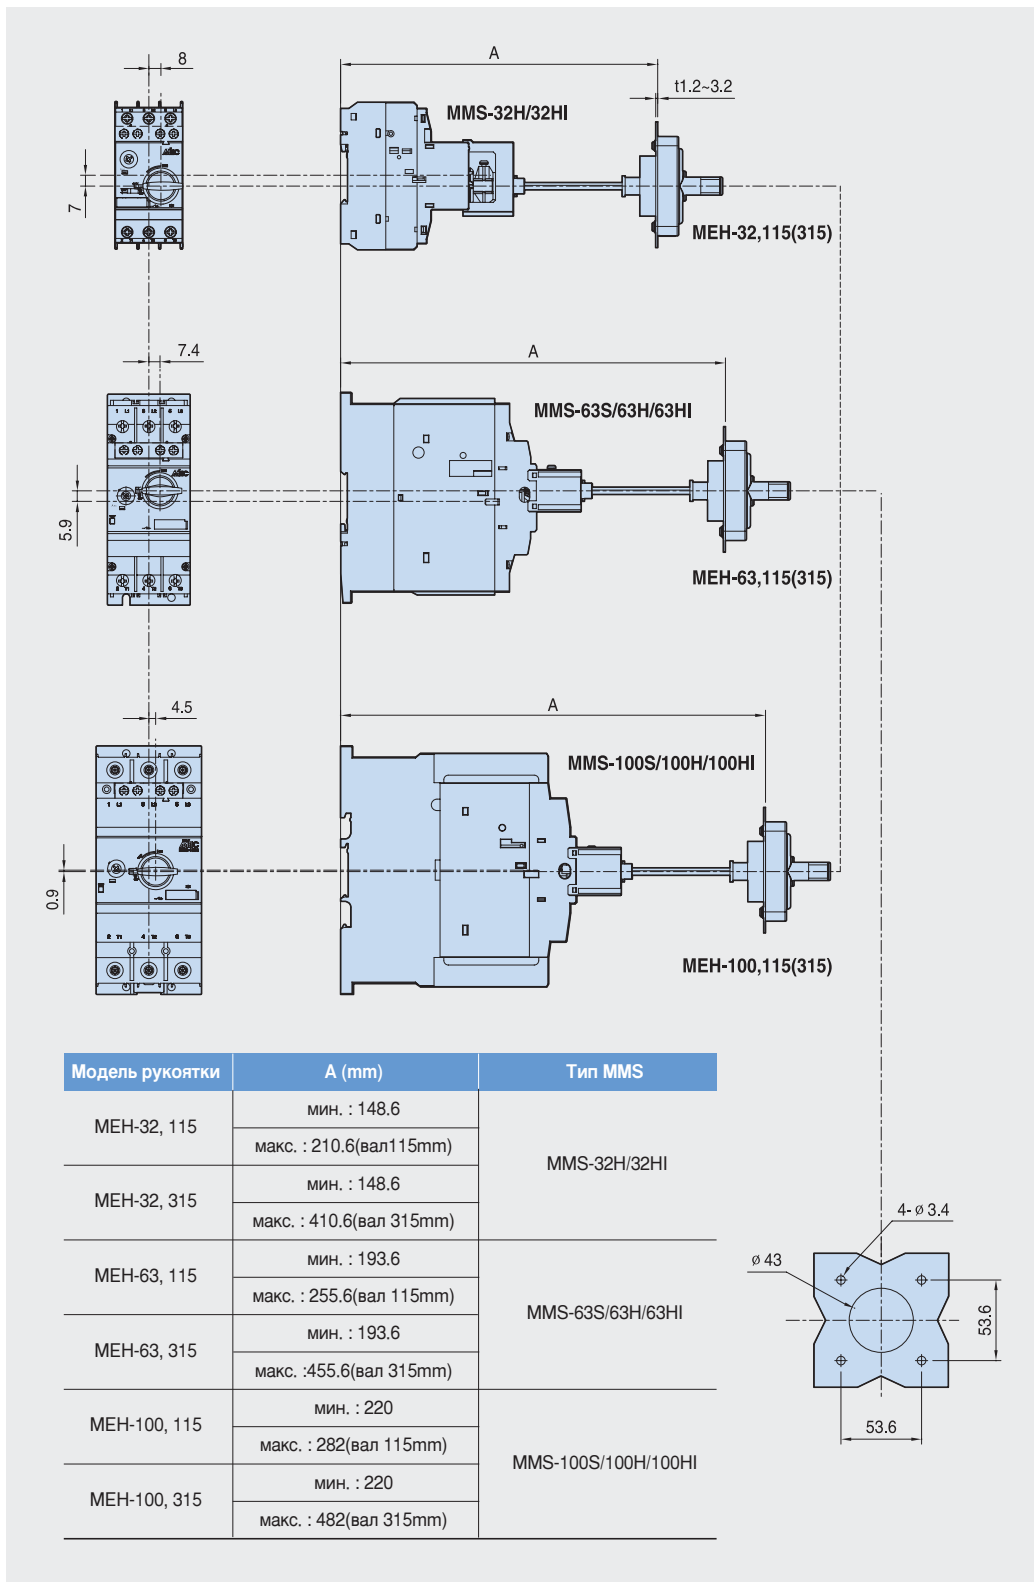 8
A
t1.2~3.2
MMS-32H/32HI
7
MEH-32,115(315)
7.4
A
MMS-63S/63H/63HI
5.9
MEH-63,115(315)
4.5
A
MMS-100S/100H/100HI
0.9
MEH-100,115(315)
Модель рукоятки A (mm) Тип MMS
MEH-32, 115 мин. : 148.6
макс. : 210.6(вал115mm)
MMS-32H/32HI
MEH-32, 315 мин. : 148.6
макс. : 410.6(вал 315mm)
MEH-63, 115 мин. : 193.6
макс. : 255.6(вал 115mm)
MMS-63S/63H/63HI
MEH-63, 315 мин. : 193.6
макс. :455.6(вал 315mm)
MEH-100, 115 мин. : 220
макс. : 282(вал 115mm)
MMS-100S/100H/100HI
MEH-100, 315 мин. : 220
макс. : 482(вал 315mm)
4- ø 3.4
ø 43
53.6
53.6